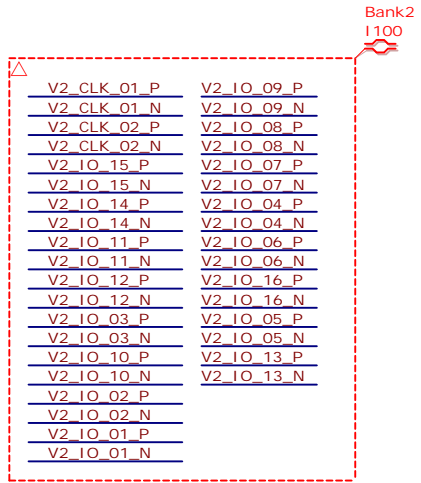 Bank2
I100
V2_CLK_01_P
V2_CLK_01_N
V2_CLK_02_P
V2_CLK_02_N
V2_IO_15_P
V2_IO_15_N
V2_IO_14_P
V2_IO_14_N
V2_IO_11_P
V2_IO_11_N
V2_IO_12_P
V2_IO_12_N
V2_IO_03_P
V2_IO_03_N
V2_IO_10_P
V2_IO_10_N
V2_IO_02_P
V2_IO_02_N
V2_IO_01_P
V2_IO_01_N
V2_IO_09_P
V2_IO_09_N
V2_IO_08_P
V2_IO_08_N
V2_IO_07_P
V2_IO_07_N
V2_IO_04_P
V2_IO_04_N
V2_IO_06_P
V2_IO_06_N
V2_IO_16_P
V2_IO_16_N
V2_IO_05_P
V2_IO_05_N
V2_IO_13_P
V2_IO_13_N